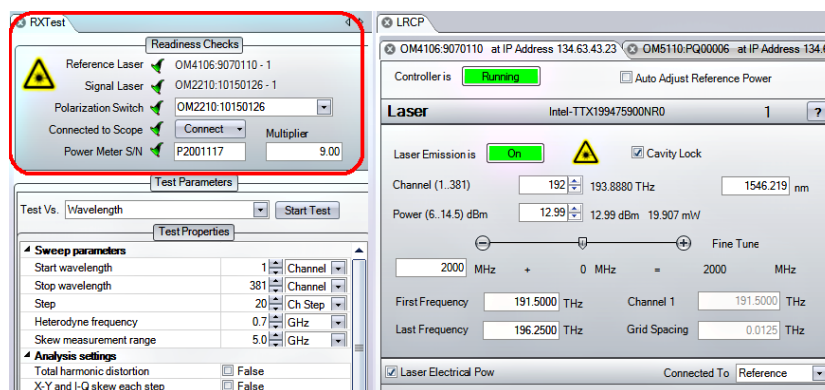 RXTest
Readiness Checks
Reference Laser OM4106:9070110 - 1
Signal Laser OM2210:10150126 - 1
Polarization Switch OM2210:10150126
Connected to Scope Connect Multiplier
Power Meter S/N P2001117 9.00
Test Parameters
Test Vs. Wavelength Start Test
Test Properties
Sweep parameters
Start wavelength 1 Channel
Stop wavelength 381 Channel
Step 20 Ch Step
Heterodyne frequency 0.7 GHz
Skew measurement range 5.0 GHz
Analysis settings
Total harmonic distortion False
X-Y and I-Q skew each step False
LRCP
OM4106:9070110 at IP Address 134.63.43.23 OM5110:PQ00006 at IP Address 134.6
Controller is Running Auto Adjust Reference Power
Laser Intel-TTX199475900NR0 1 ?
Laser Emission is On Cavity Lock
Channel (1..381) 192 193.8880 THz 1546.219 nm
Power (6..14.5) dBm 12.99 12.99 dBm 19.907 mW
Fine Tune
2000 MHz + 0 MHz = 2000 MHz
First Frequency 191.5000 THz Channel 1 191.5000 THz
Last Frequency 196.2500 THz Grid Spacing 0.0125 THz
Laser Electrical Pow Connected To Reference